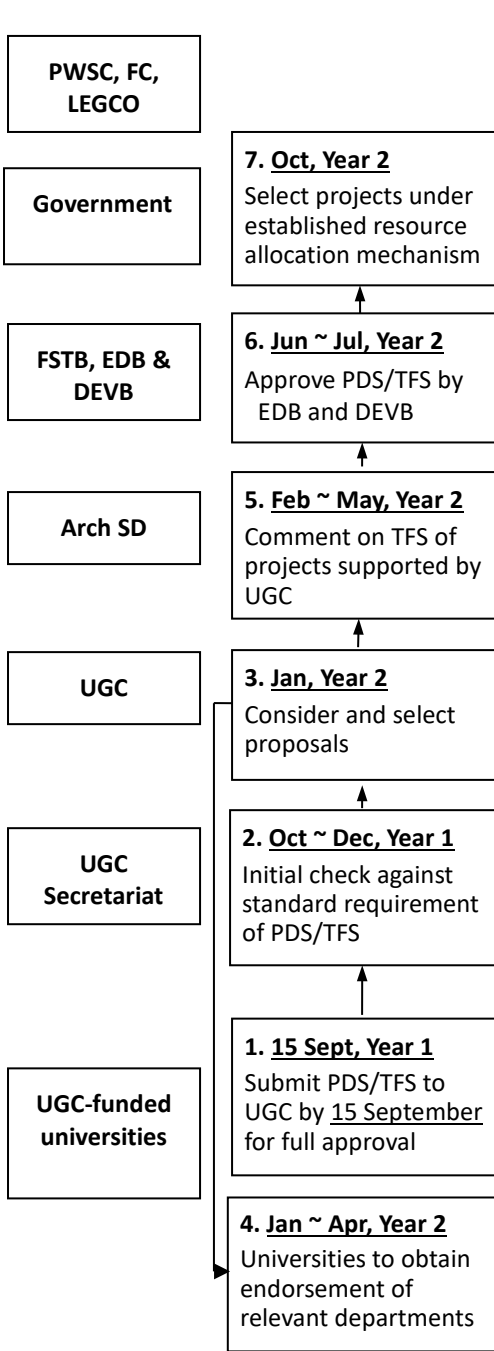 PWSC, FC,
LEGCO
7. Oct, Year 2
Select projects under
established resource
allocation mechanism
Government
6. Jun ~ Jul, Year 2
Approve PDS/TFS by
EDB and DEVB
FSTB, EDB &
DEVB
5. Feb ~ May, Year 2
Comment on TFS of
projects supported by
UGC
Arch SD
3. Jan, Year 2
Consider and select
proposals
UGC
2. Oct ~ Dec, Year 1
Initial check against
standard requirement
of PDS/TFS
UGC
Secretariat
1. 15 Sept, Year 1
Submit PDS/TFS to
UGC by 15 September
for full approval
UGC-funded
universities
4. Jan ~ Apr, Year 2
Universities to obtain
endorsement of
relevant departments